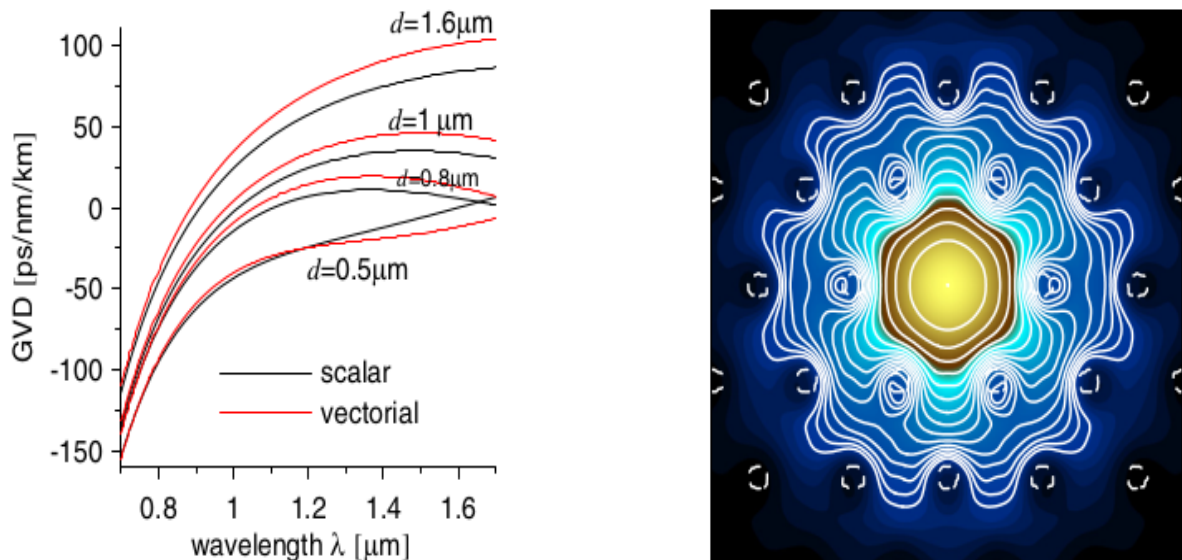 100
50
0
-50
-100
-150
GVD [ps/nm/km]
d=1.6μm
d=1 μm
d=0.8μm
d=0.5μm
scalar
vectorial
0.8 1 1.2 1.4 1.6
wavelength λ [μm]